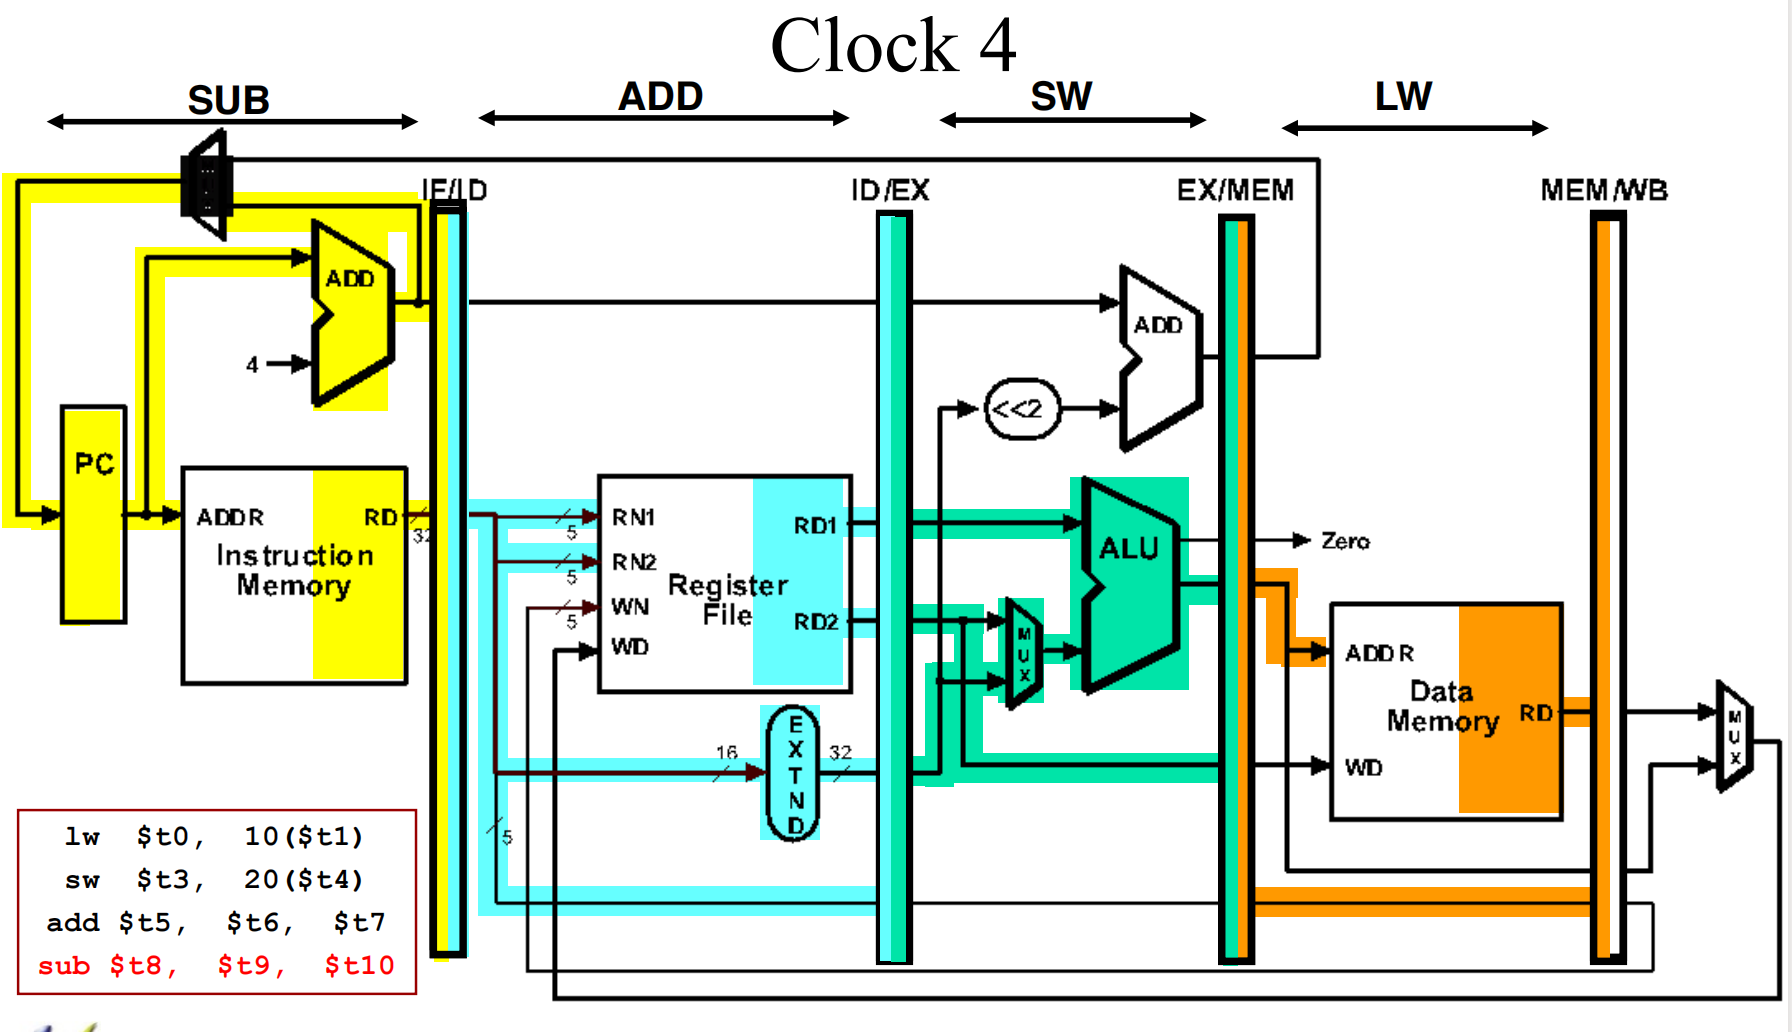 Clock 4
SUB
ADD
SW
LW
IF/ID
ID/EX
EX/MEM
MEM/WB
ADD
4
ADD
<<2
PC
ADDR
RD
32
Instruction
Memory
5
RN1
5
RN2
5
WN
WD
Register
File
RD1
RD2
16
EXTND
32
5
MUX
ALU
Zero
ADDR
Data
Memory
RD
WD
MUX
lw $t0, 10($t1)
sw $t3, 20($t4)
add $t5, $t6, $t7
sub $t8, $t9, $t10